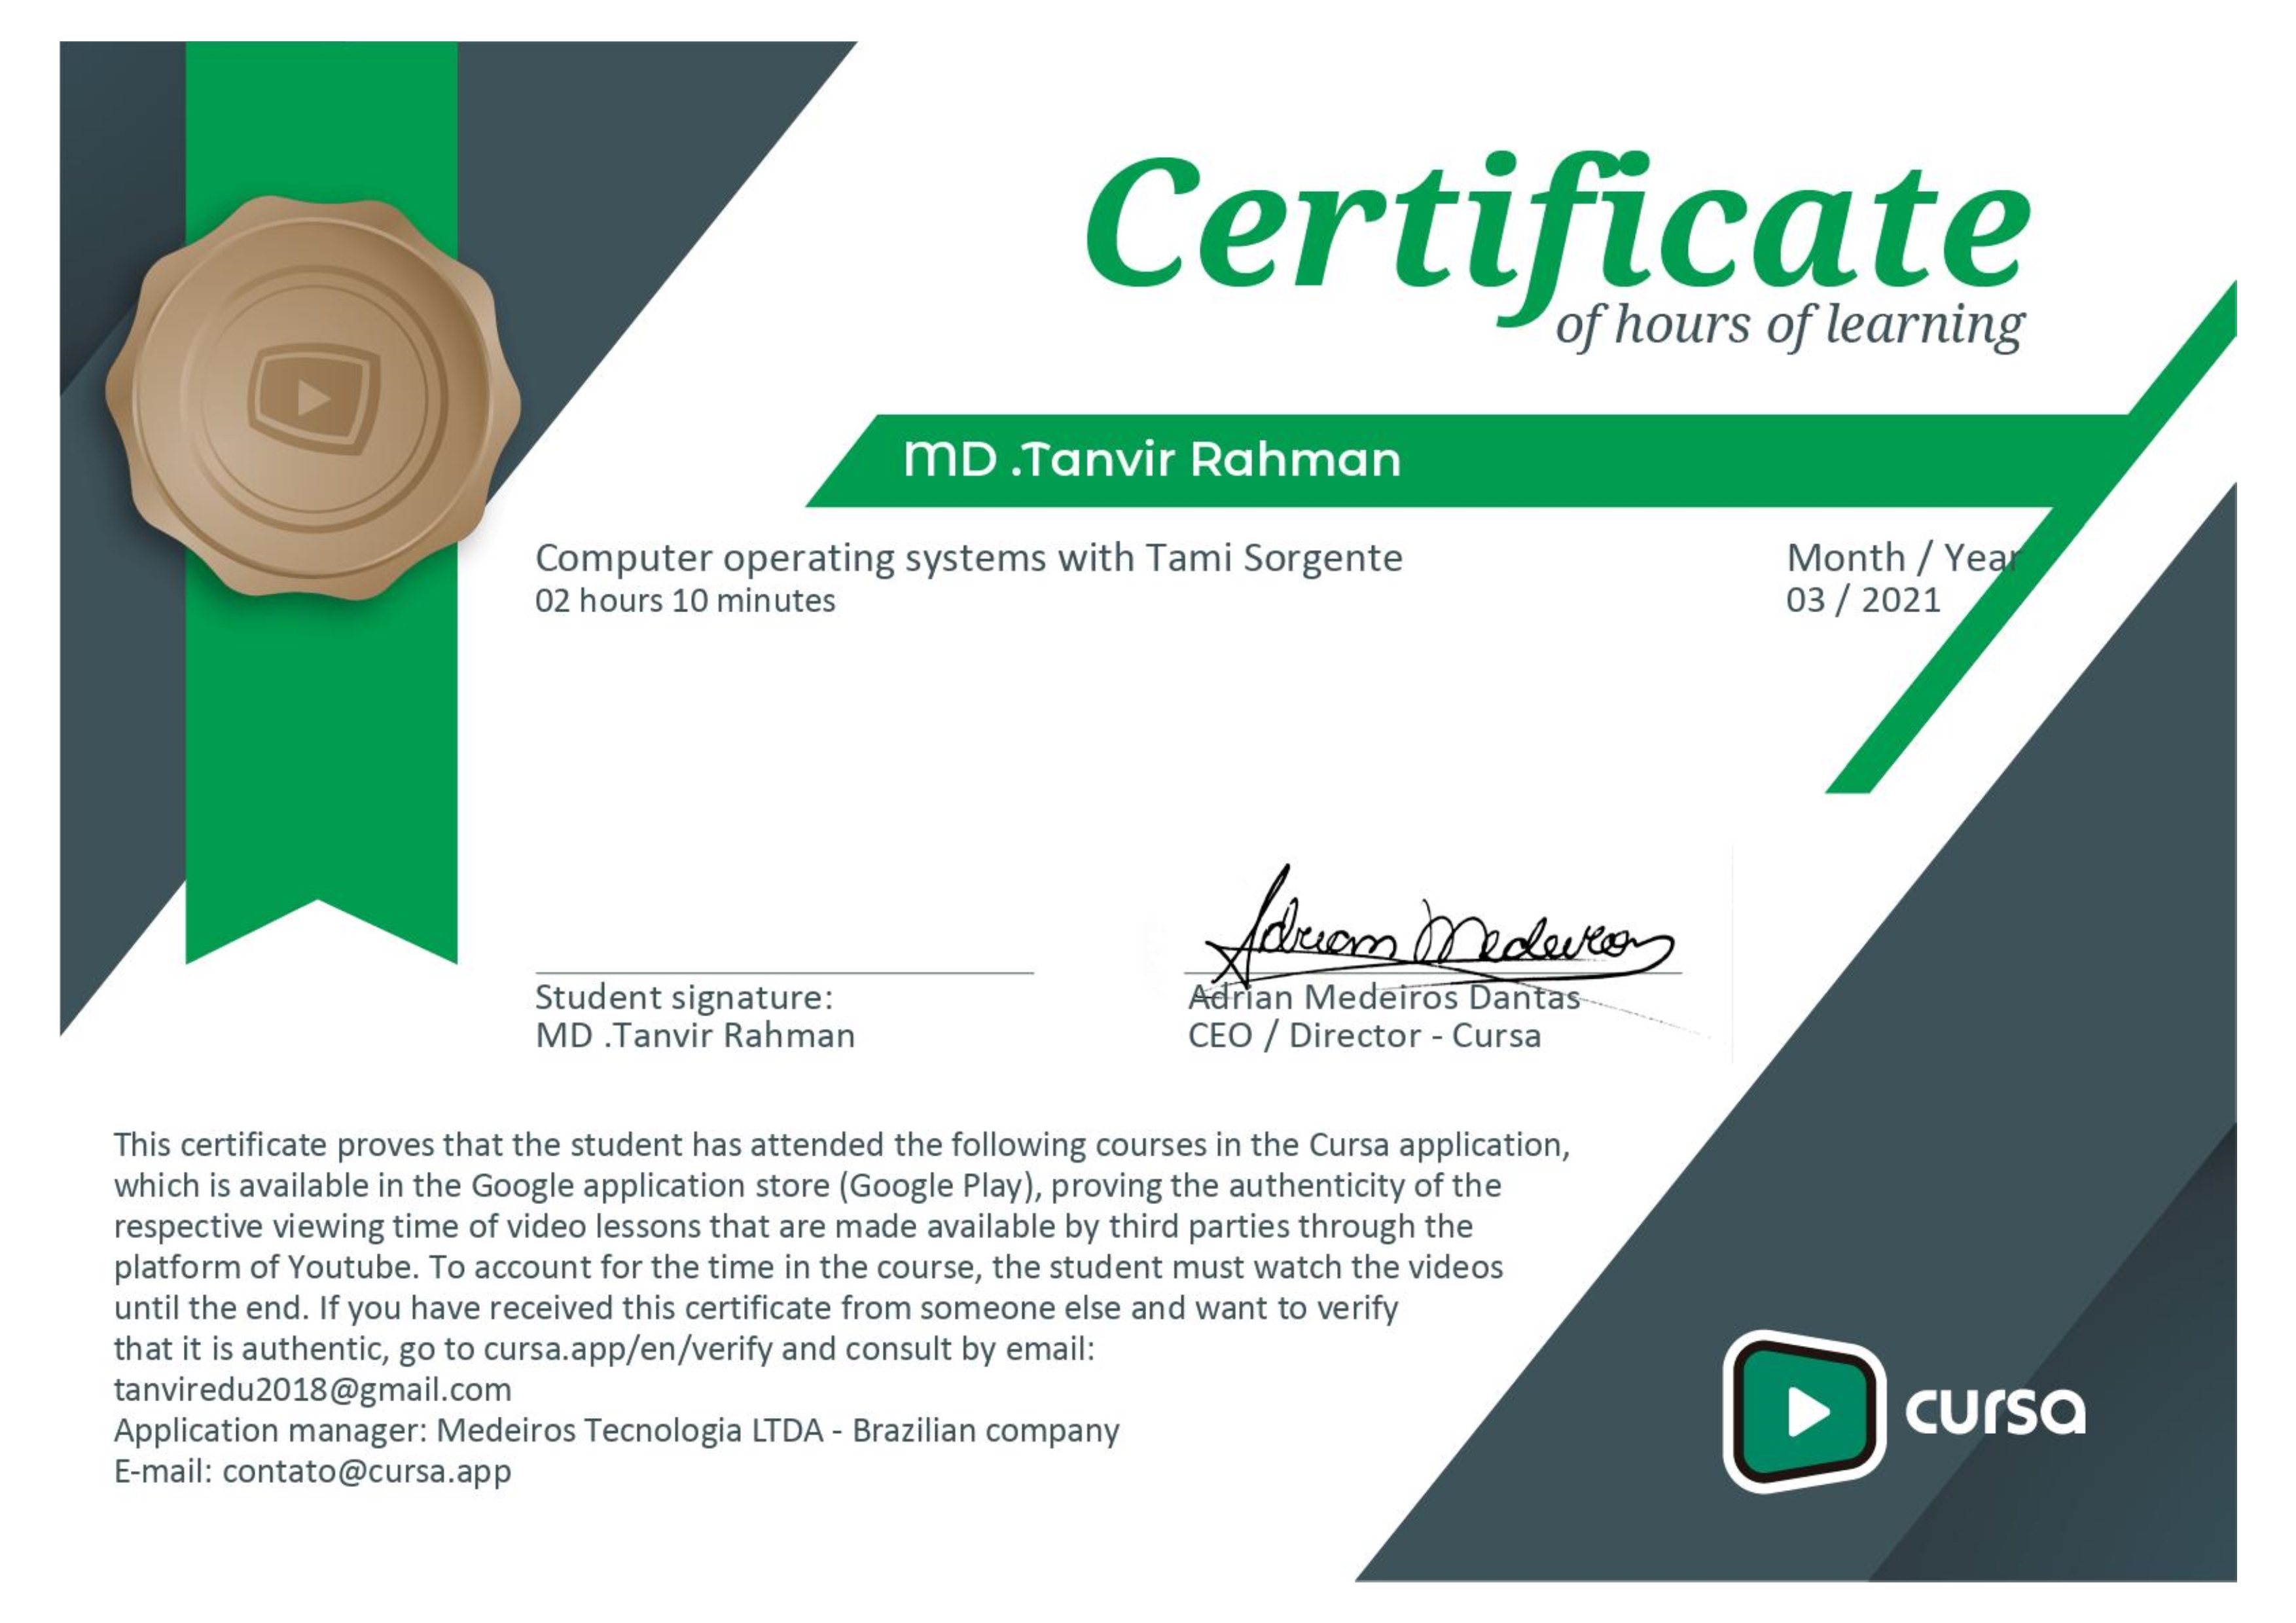 Certificate
of hours of learning
MD .Tanvir Rahman
Computer operating systems with Tami Sorgente
02 hours 10 minutes
Month / Year
03 / 2021
Adrian Medeiros
Student signature:
MD .Tanvir Rahman
Adrian Medeiros Dantas
CEO / Director - Cursa
This certificate proves that the student has attended the following courses in the Cursa application,
which is available in the Google application store (Google Play), proving the authenticity of the
respective viewing time of video lessons that are made available by third parties through the
platform of Youtube. To account for the time in the course, the student must watch the videos
until the end. If you have received this certificate from someone else and want to verify
that it is authentic, go to cursa.app/en/verify and consult by email:
tanviredu2018@gmail.com
Application manager: Medeiros Tecnologia LTDA - Brazilian company
E-mail: contato@cursa.app
cursa